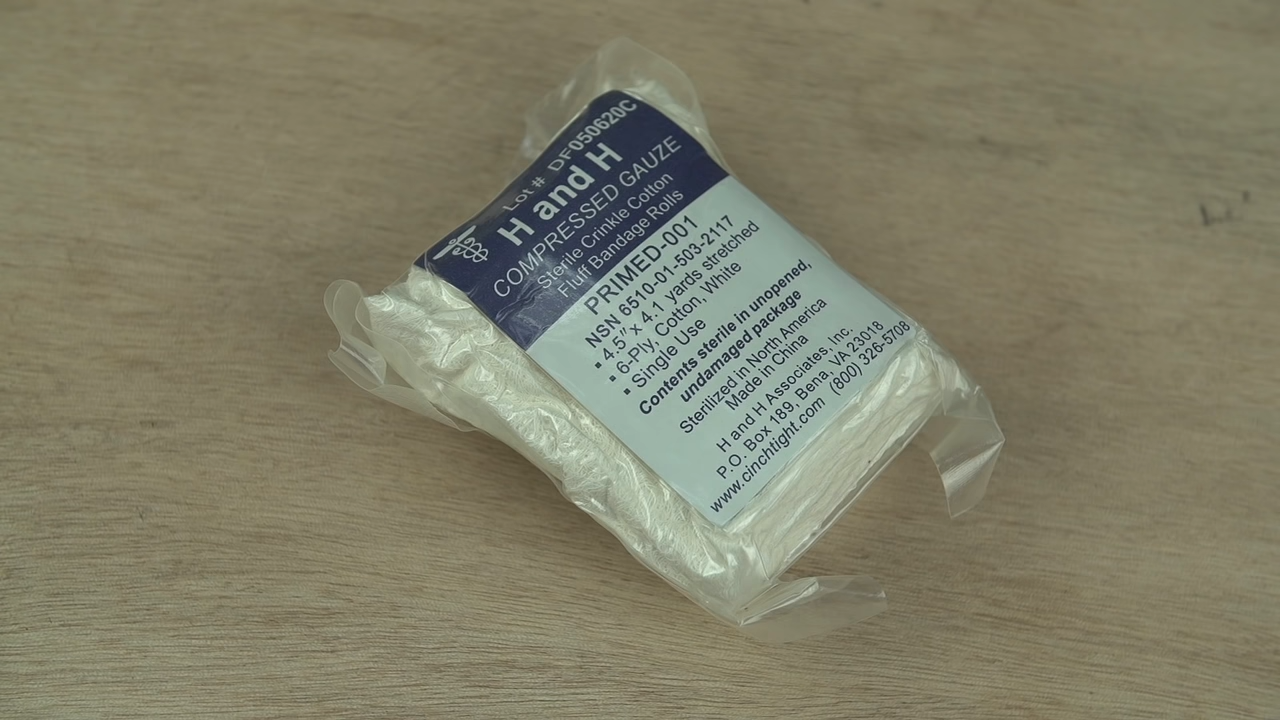 Lot # DF050620C
H and H
COMPRESSED GAUZE
Sterile Crinkle Cotton
Fluff Bandage Rolls
PRIMED-001
NSN 6510-01-503-2117
▪ 4.5" x 4.1 yards stretched
▪ 6-Ply, Cotton, White
▪ Single Use
Contents sterile in unopened,
undamaged package
Sterilized in North America
Made in China
H and H Associates, Inc.
P.O. Box 189, Bena, VA 23018
www.cinchtight.com (800) 326-5708